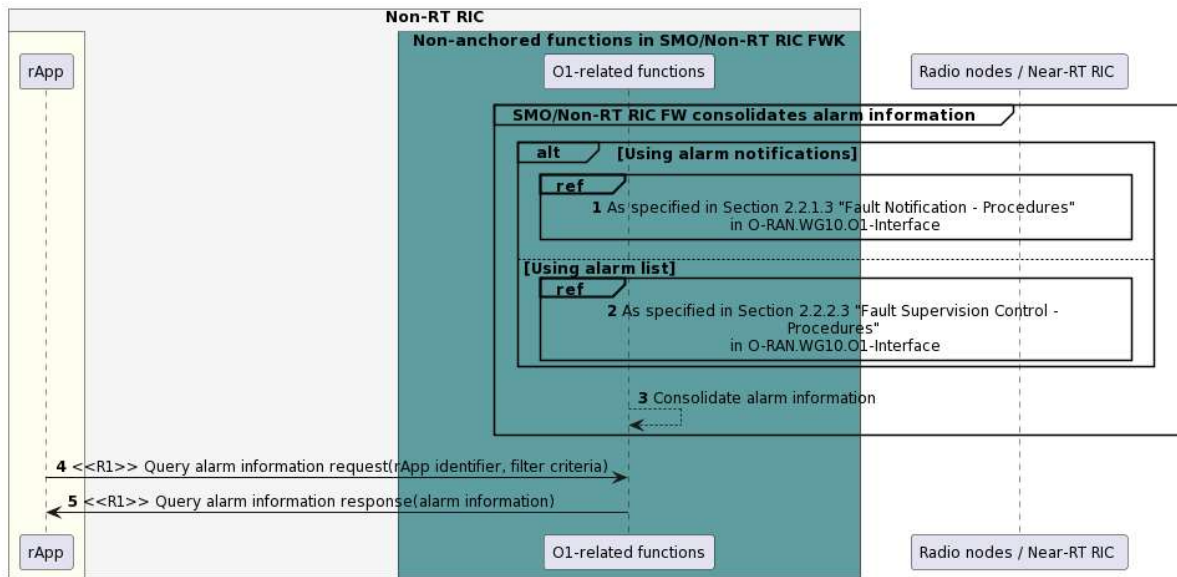 Non-RT RIC
Non-anchored functions in SMO/Non-RT RIC FWK
rApp
O1-related functions
Radio nodes / Near-RT RIC
SMO/Non-RT RIC FW consolidates alarm information
alt [Using alarm notifications]
ref
1 As specified in Section 2.2.1.3 "Fault Notification - Procedures"
in O-RAN.WG10.O1-Interface
[Using alarm list]
ref
2 As specified in Section 2.2.2.3 "Fault Supervision Control -
Procedures"
in O-RAN.WG10.O1-Interface
3 Consolidate alarm information
4 <<R1>> Query alarm information request(rApp identifier, filter criteria)
5 <<R1>> Query alarm information response(alarm information)
rApp
O1-related functions
Radio nodes / Near-RT RIC